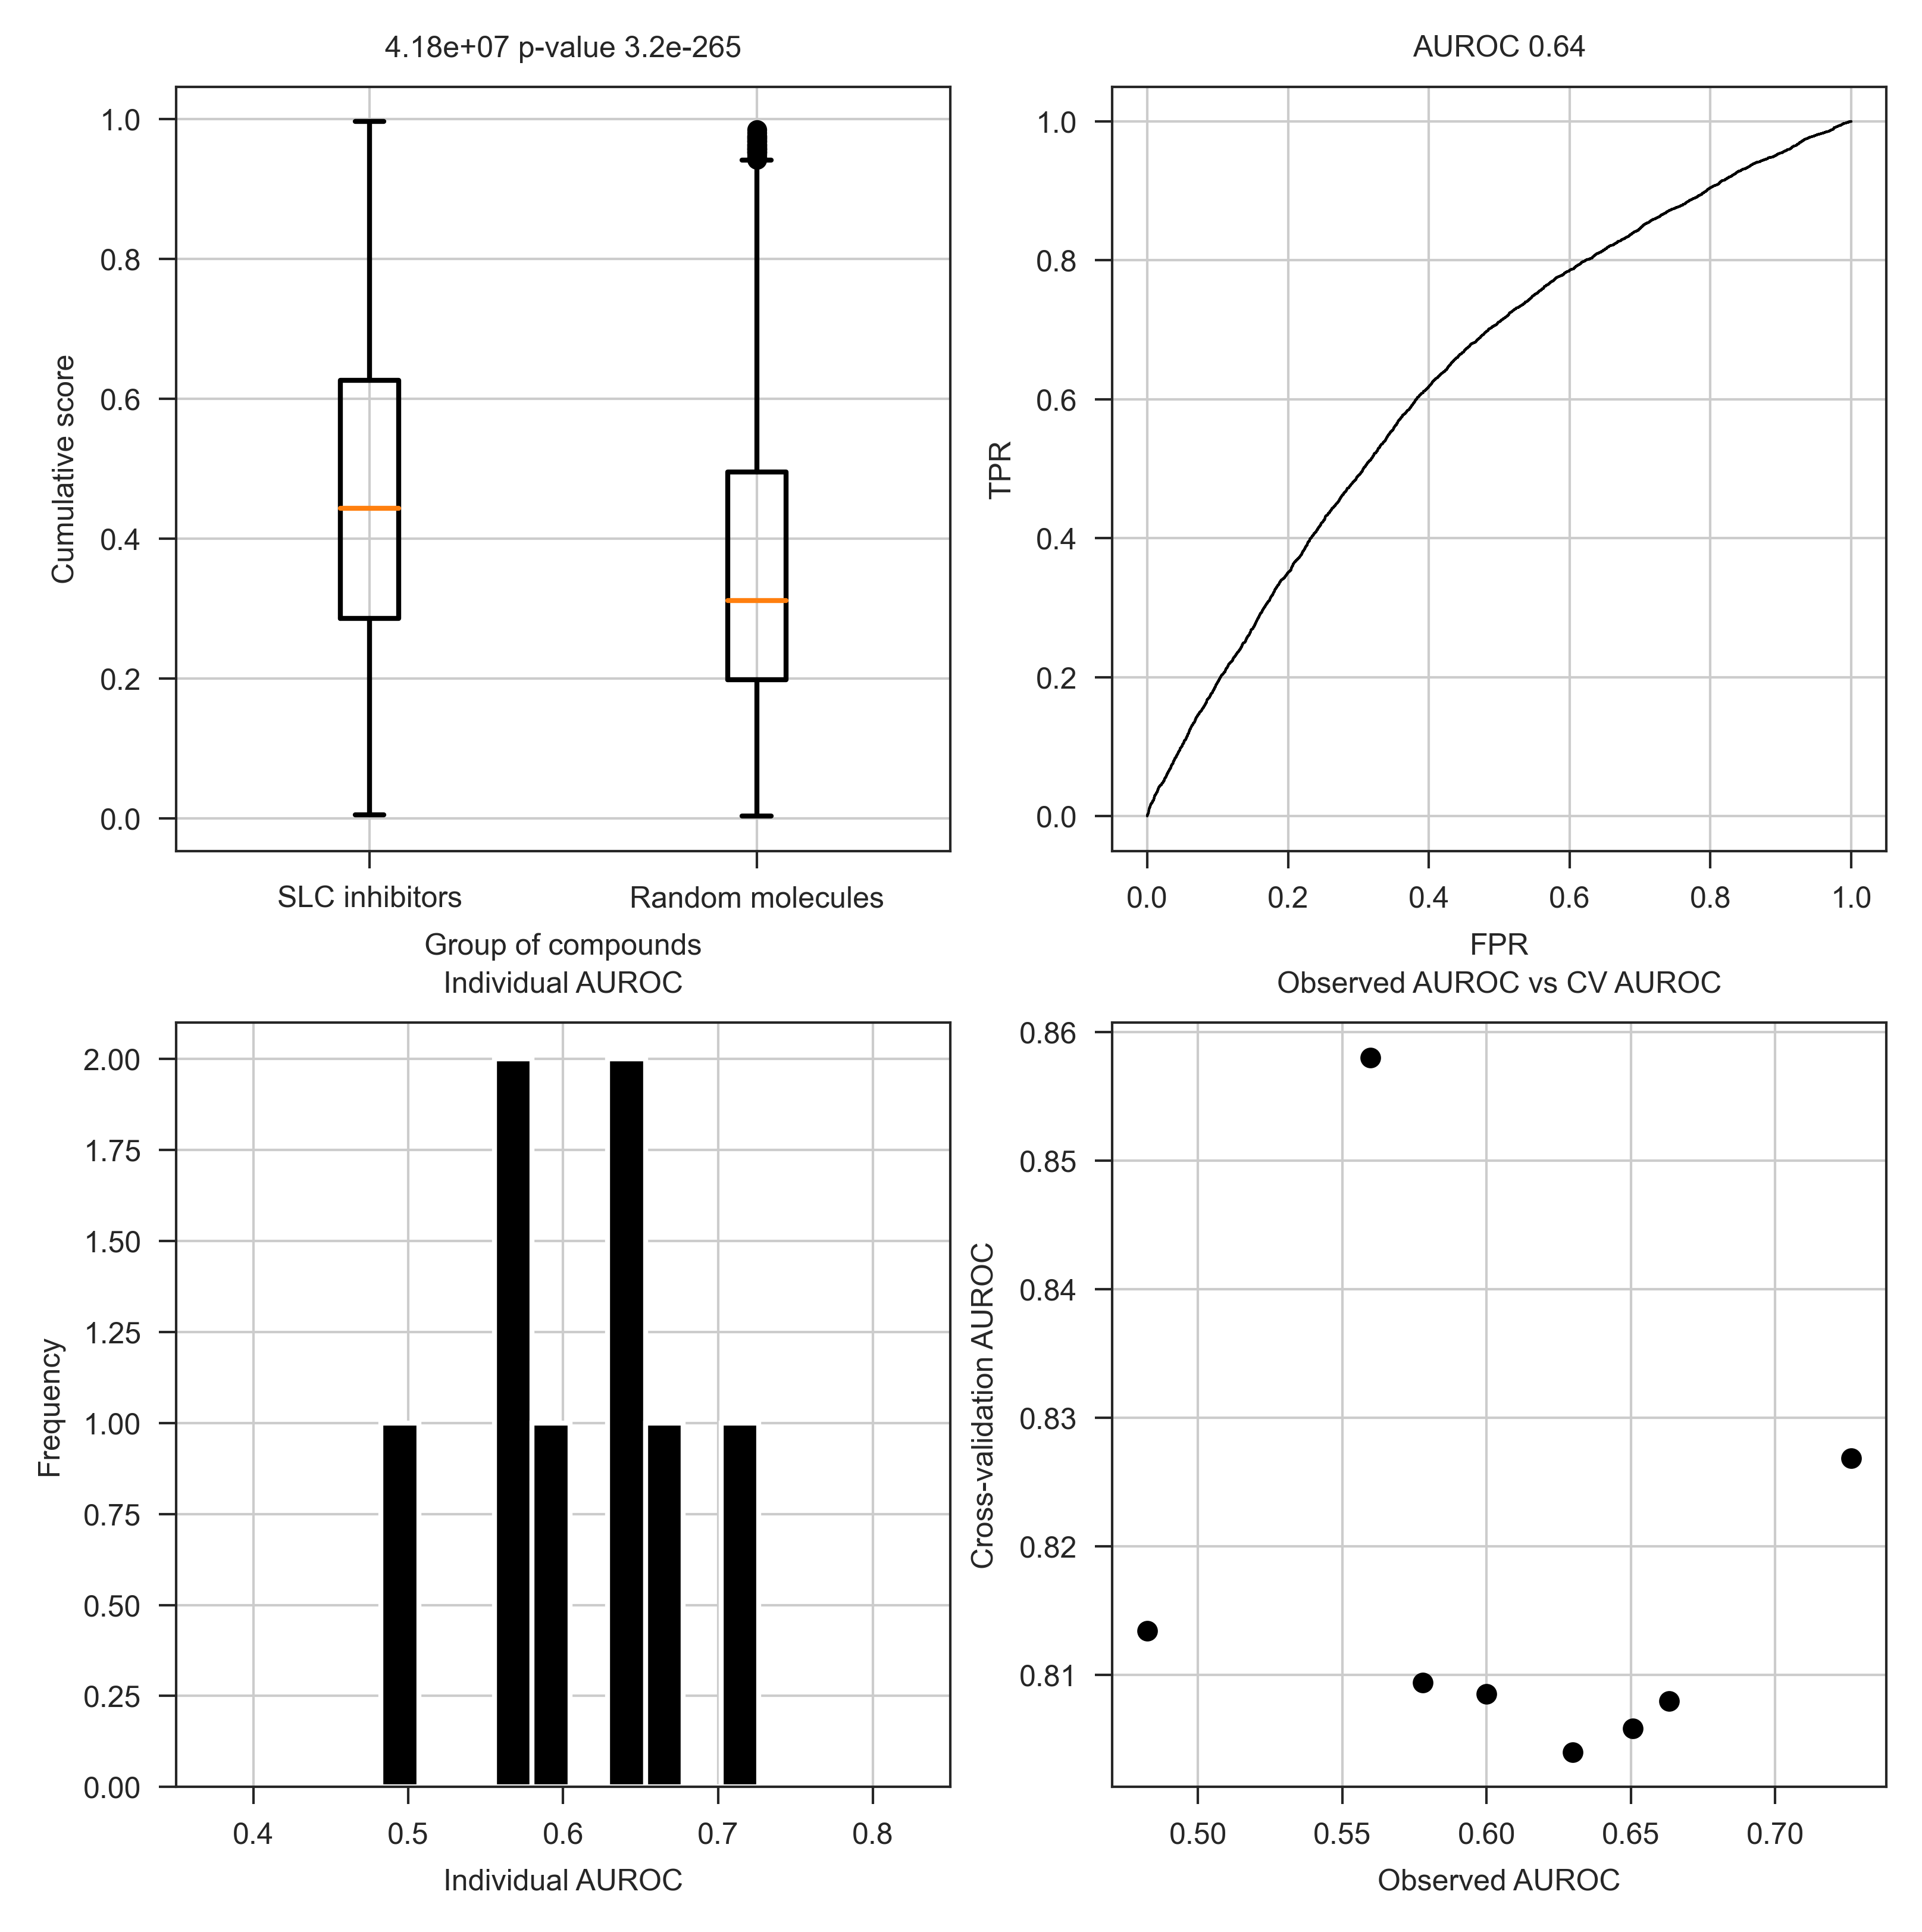 4.18e+07 p-value 3.2e-265
1.0
0.8
0.6
0.4
0.2
0.0
Cumulative score
SLC inhibitors
Random molecules
Group of compounds
AUROC 0.64
1.0
0.8
0.6
0.4
0.2
0.0
TPR
0.0 0.2 0.4 0.6 0.8 1.0
FPR
Individual AUROC
2.00
1.75
1.50
1.25
1.00
0.75
0.50
0.25
0.00
Frequency
0.4 0.5 0.6 0.7 0.8
Individual AUROC
Observed AUROC vs CV AUROC
0.86
0.85
0.84
0.83
0.82
0.81
Cross-validation AUROC
0.50 0.55 0.60 0.65 0.70
Observed AUROC